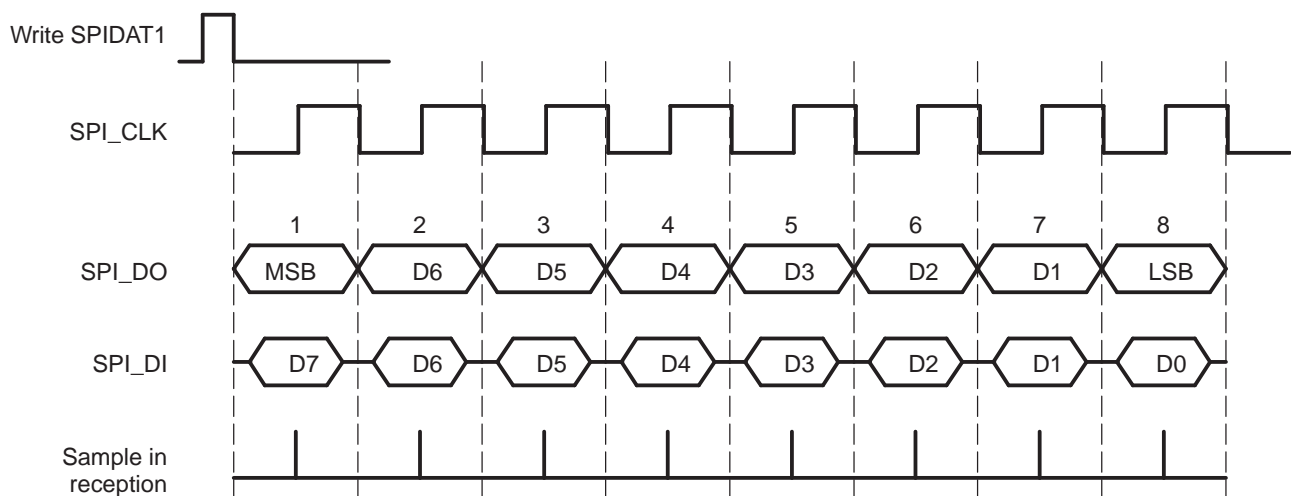 Write SPIDAT1
SPI_CLK
1 2 3 4 5 6 7 8
SPI_DO MSB D6 D5 D4 D3 D2 D1 LSB
SPI_DI D7 D6 D5 D4 D3 D2 D1 D0
Sample in
reception